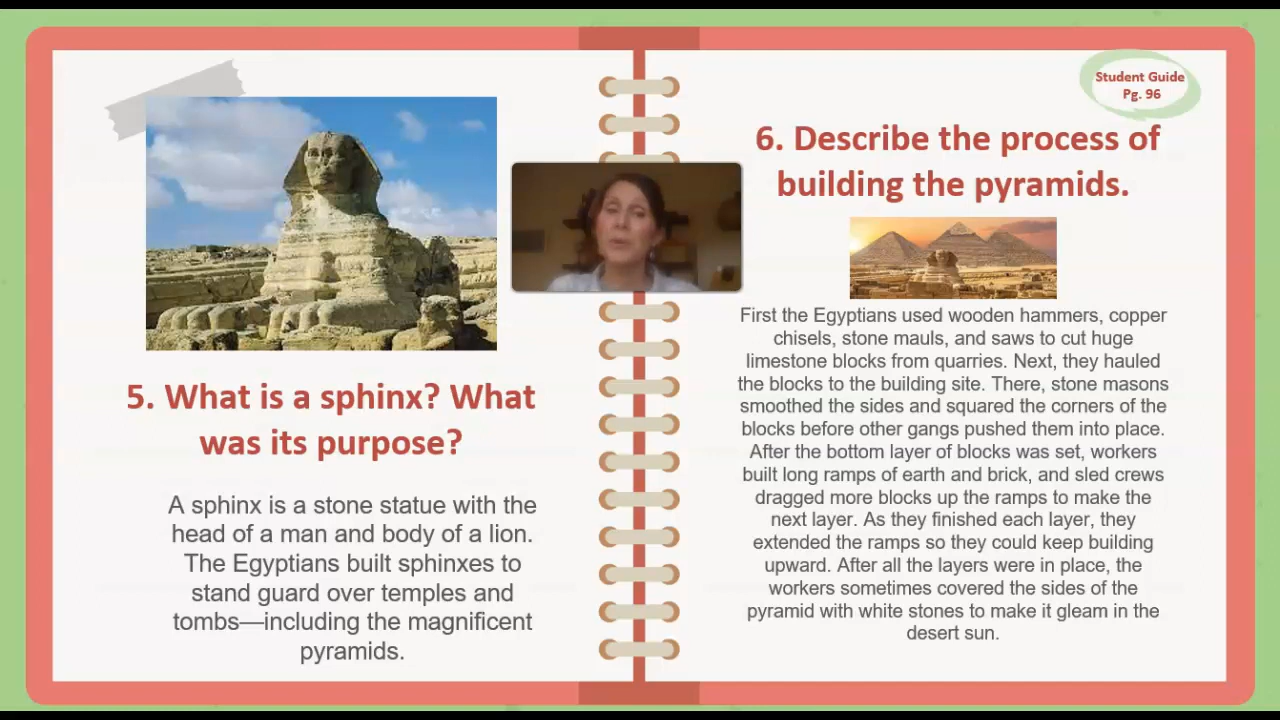 5. What is a sphinx? What
was its purpose?
A sphinx is a stone statue with the
head of a man and body of a lion.
The Egyptians built sphinxes to
stand guard over temples and
tombs—including the magnificent
pyramids.
Student Guide
Pg. 96
6. Describe the process of
building the pyramids.
First the Egyptians used wooden hammers, copper
chisels, stone mauls, and saws to cut huge
limestone blocks from quarries. Next, they hauled
the blocks to the building site. There, stone masons
smoothed the sides and squared the corners of the
blocks before other gangs pushed them into place.
After the bottom layer of blocks was set, workers
built long ramps of earth and brick, and sled crews
dragged more blocks up the ramps to make the
next layer. As they finished each layer, they
extended the ramps so they could keep building
upward. After all the layers were in place, the
workers sometimes covered the sides of the
pyramid with white stones to make it gleam in the
desert sun.